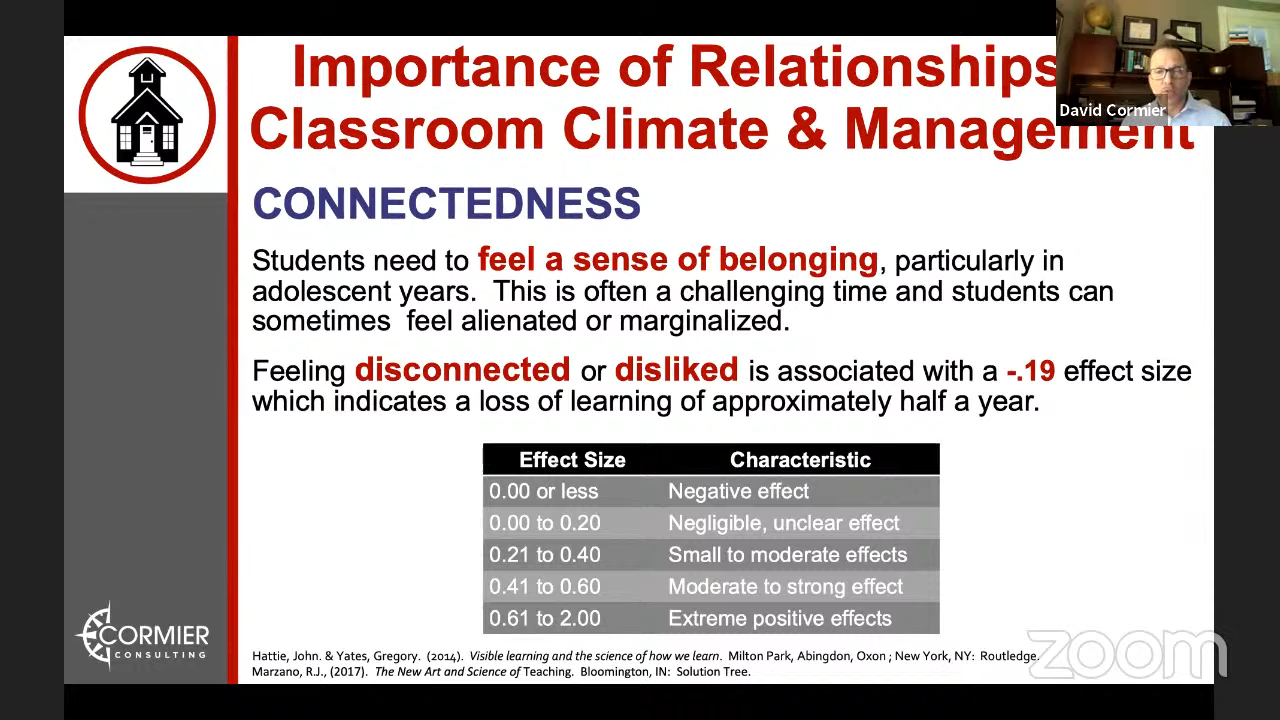 Importance of Relationships
Classroom Climate & Management
David Cormier
CONNECTEDNESS
Students need to feel a sense of belonging, particularly in
adolescent years. This is often a challenging time and students can
sometimes feel alienated or marginalized.
Feeling disconnected or disliked is associated with a -.19 effect size
which indicates a loss of learning of approximately half a year.
Effect Size Characteristic
0.00 or less Negative effect
0.00 to 0.20 Negligible, unclear effect
0.21 to 0.40 Small to moderate effects
0.41 to 0.60 Moderate to strong effect
0.61 to 2.00 Extreme positive effects
CORMIER
CONSULTING
Hattie, John. & Yates, Gregory. (2014). Visible learning and the science of how we learn. Milton Park, Abingdon, Oxon ; New York, NY: Routledge.
Marzano, R.J., (2017). The New Art and Science of Teaching. Bloomington, IN: Solution Tree.
zoom